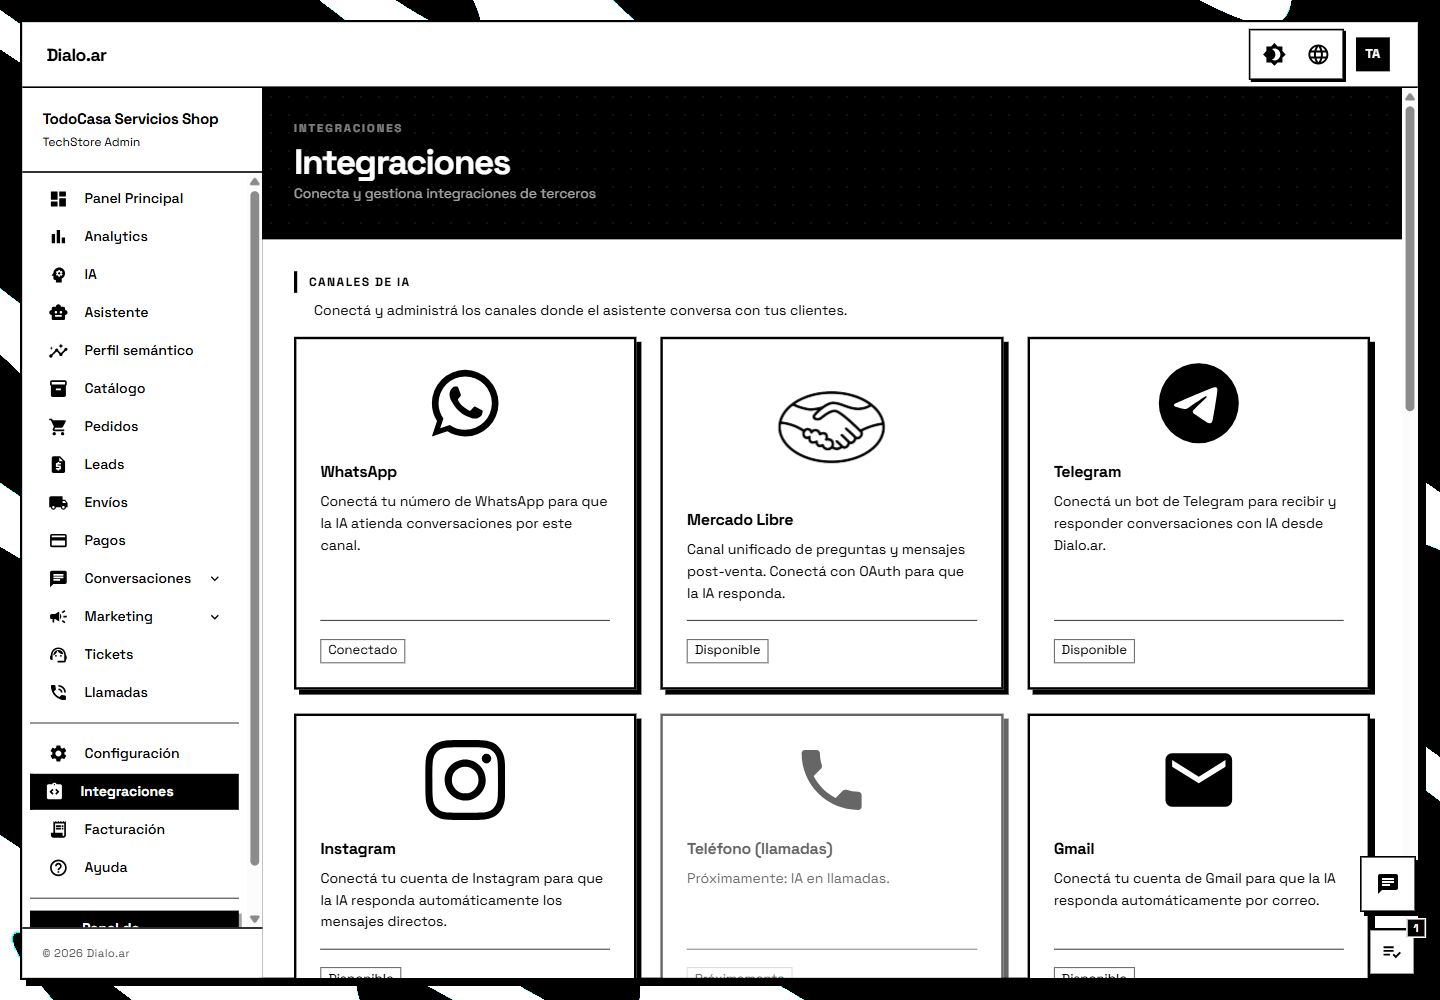 Dialo.ar
TA
TodoCasa Servicios Shop
TechStore Admin
Panel Principal
Analytics
IA
Asistente
Perfil semántico
Catálogo
Pedidos
Leads
Envíos
Pagos
Conversaciones
Marketing
Tickets
Llamadas
Configuración
Integraciones
Facturación
Ayuda
Panel de
© 2026 Dialo.ar
INTEGRACIONES
Integraciones
Conecta y gestiona integraciones de terceros
CANALES DE IA
Conectá y administrá los canales donde el asistente conversa con tus clientes.
WhatsApp
Conectá tu número de WhatsApp para que
la IA atienda conversaciones por este
canal.
Conectado
Mercado Libre
Canal unificado de preguntas y mensajes
post-venta. Conectá con OAuth para que
la IA responda.
Disponible
Telegram
Conectá un bot de Telegram para recibir y
responder conversaciones con IA desde
Dialo.ar.
Disponible
Instagram
Conectá tu cuenta de Instagram para que
la IA responda automáticamente los
mensajes directos.
Disponible
Teléfono (llamadas)
Próximamente: IA en llamadas.
Próximamente
Gmail
Conectá tu cuenta de Gmail para que la IA
responda automáticamente por correo.
Disponible
1